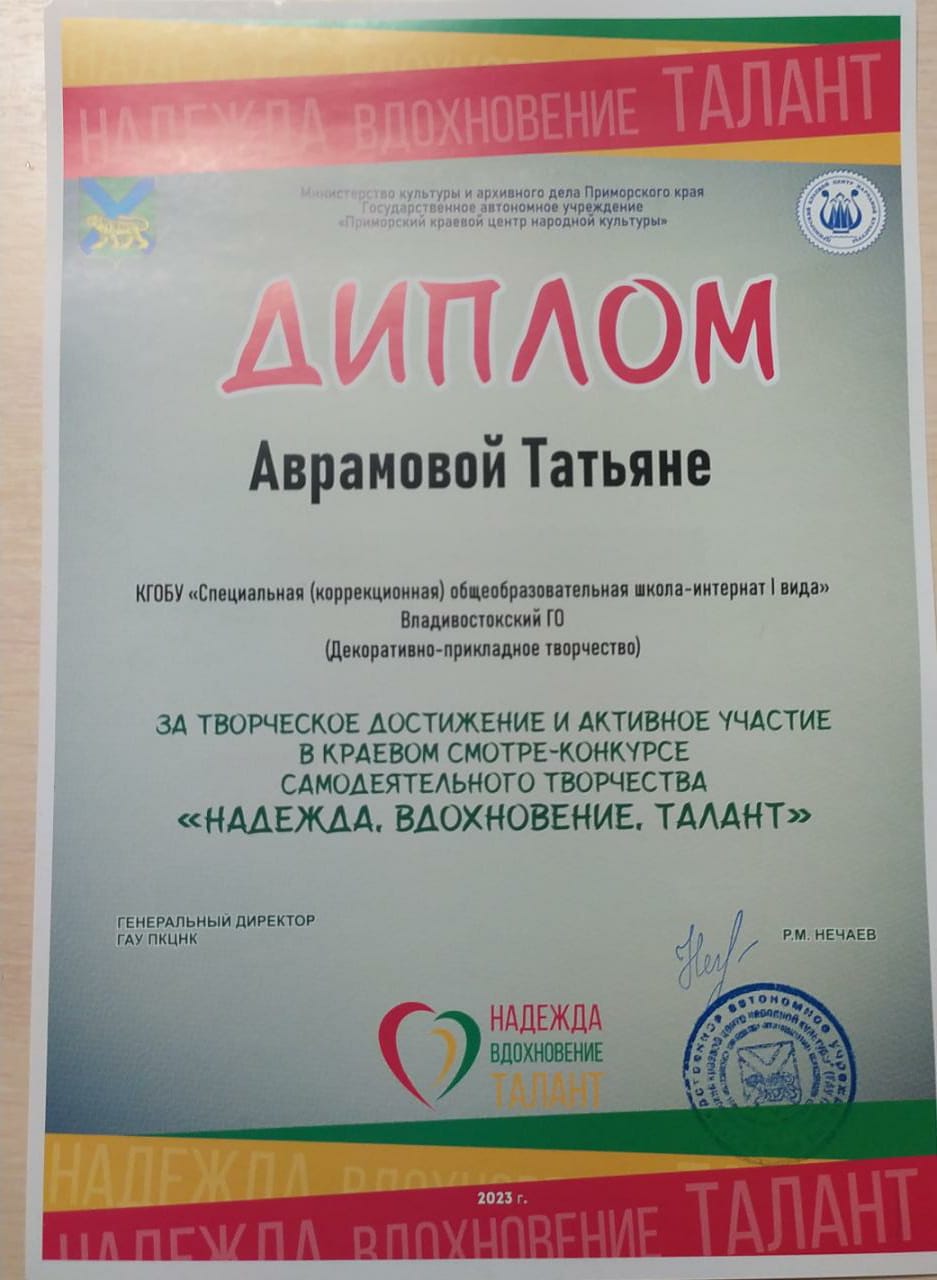 НАДЕЖДА ВДОХНОВЕНИЕ ТАЛАНТ
Министерство культуры и архивного дела Приморского края
Государственное автономное учреждение
«Приморский краевой центр народной культуры»
ДИПЛОМ
Аврамовой Татьяне
КГОБУ «Специальная (коррекционная) общеобразовательная школа-интернат I вида»
Владивостокский ГО
(Декоративно-прикладное творчество)
ЗА ТВОРЧЕСКОЕ ДОСТИЖЕНИЕ И АКТИВНОЕ УЧАСТИЕ
В КРАЕВОМ СМОТРЕ-КОНКУРСЕ
САМОДЕЯТЕЛЬНОГО ТВОРЧЕСТВА
«НАДЕЖДА, ВДОХНОВЕНИЕ, ТАЛАНТ»
ГЕНЕРАЛЬНЫЙ ДИРЕКТОР
ГАУ ПКЦНК
Р.М. НЕЧАЕВ
НАДЕЖДА
ВДОХНОВЕНИЕ
ТАЛАНТ
НАДЕЖДА
2023 г.
НАДЕЖДА ВДОХНОВЕНИЕ ТАЛАНТ